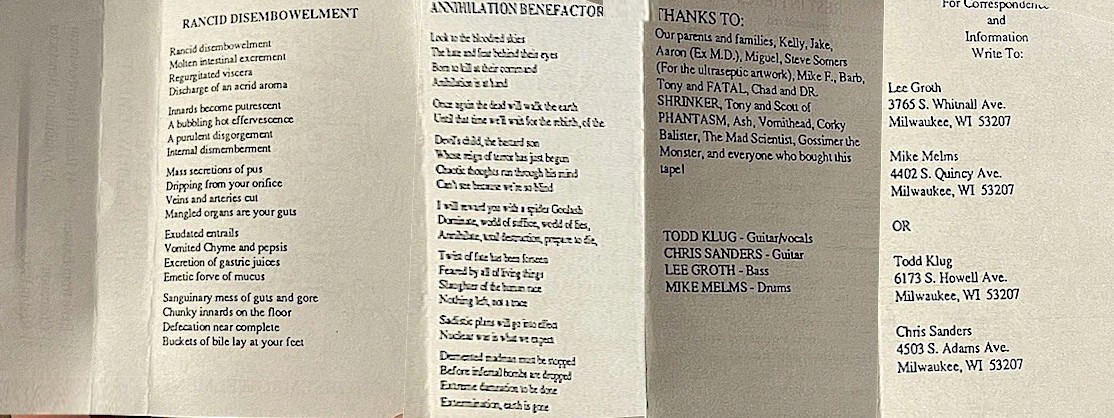 RANCID DISEMBOWELMENT
Rancid disembowelment
Molten intestinal excrement
Regurgitated viscera
Discharge of an acrid aroma
Innards become putrescent
A bubbling hot effervescence
A purulent disgorgement
Internal dismemberment
Mass secretions of pus
Dripping from your orifice
Veins and arteries cut
Mangled organs are your guts
Exudated entrails
Vomited Chyme and pepsis
Excretion of gastric juices
Emetic forve of mucus
Sanguinary mess of guts and gore
Chunky innards on the floor
Defecation near complete
Buckets of bile lay at your feet
ANNIHILATION BENEFACTOR
Look to the bloodred skies
The hate and fear behind their eyes
Born to kill at their command
Anihilation is at hand
Once again the dead will walk the earth
Until that time we'll wait for the rebirth, of the
Devil's child, the bastard son
Whose reign of terror has just begun
Chaotic thoughts run through his mind
Can't see because we're so blind
I will reward you with a spider Goulash
Dominate, world of suffice, world of lies,
Annihilate, total destruction, prepare to die,
Twist of fate has been forseen
Feared by all of living things
Slaughter of the human race
Nothing left, not a trace
Sadistic plans will go into effect
Nuclear war is what we expect
Demented madman must be stopped
Before infernal bombs are dropped
Extreme damnation to be done
Extermination, earth is gone
THANKS TO:
Our parents and families, Kelly, Jake,
Aaron (Ex M.D.), Miguel, Steve Somers
(For the ultraseptic artwork), Mike F., Barb,
Tony and FATAL, Chad and DR.
SHRINKER, Tony and Scott of
PHANTASM, Ash, Vomithead, Corky
Balister, The Mad Scientist, Gossimer the
Monster, and everyone who bought this
tape!
TODD KLUG - Guitar/vocals
CHRIS SANDERS - Guitar
LEE GROTH - Bass
MIKE MELMS - Drums
For Correspondence
and
Information
Write To:
Lee Groth
3765 S. Whitnall Ave.
Milwaukee, WI 53207
Mike Melms
4402 S. Quincy Ave.
Milwaukee, WI 53207
OR
Todd Klug
6173 S. Howell Ave.
Milwaukee, WI 53207
Chris Sanders
4503 S. Adams Ave.
Milwaukee, WI 53207